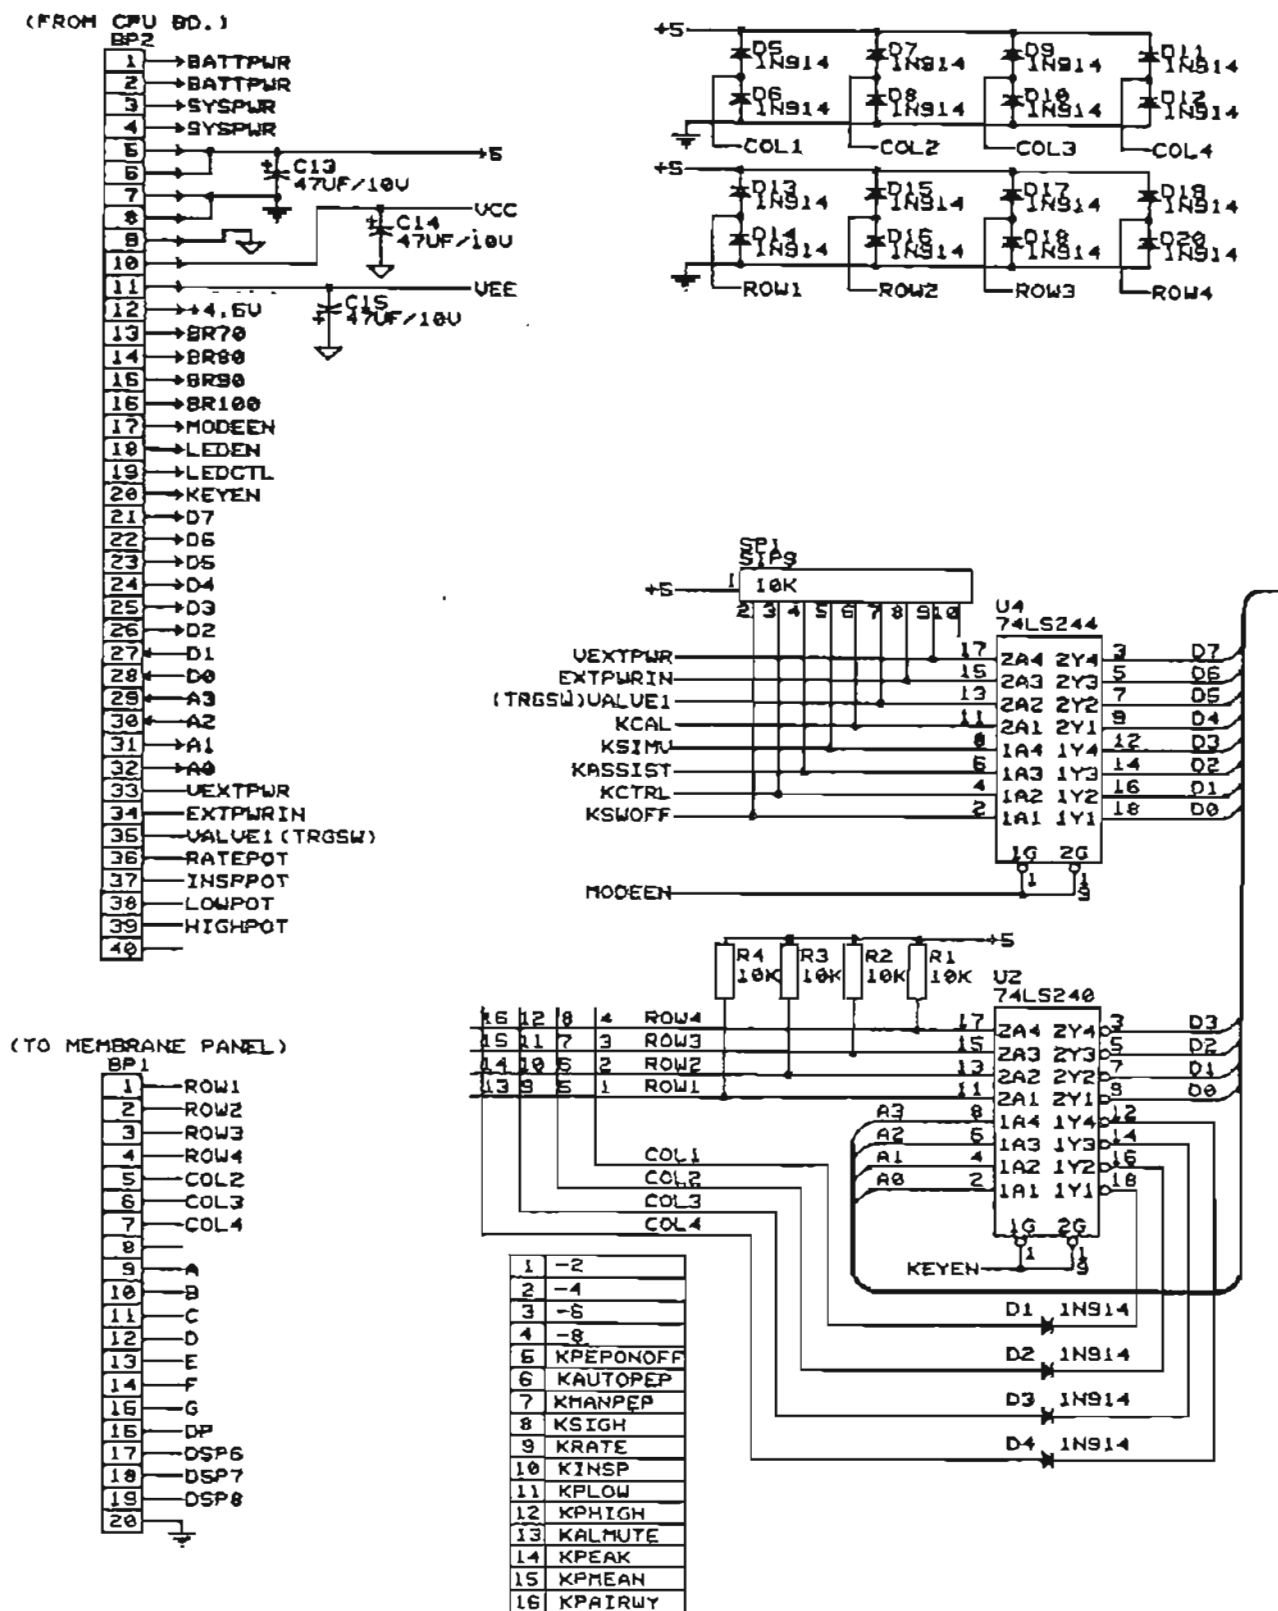 (FROM CPU BD.)
BP2
1 BATTPWR
2 BATTPWR
3 SYSPWR
4 SYSPWR
5
6
7
8
9
10
11
12 +4.5V
13 BR70
14 BR80
15 BR90
16 BR100
17 MODEEN
18 LEDEN
19 LEDCTL
20 KEYEN
21 D7
22 D6
23 D5
24 D4
25 D3
26 D2
27 D1
28 D0
29 A3
30 A2
31 A1
32 A0
33 VEXTPWR
34 EXTPWRIN
35 VALVE1(TRGSW)
36 RATEPOT
37 INSPPOT
38 LOWPOT
39 HIGHPOT
40
+5
C13
47UF/10V
VCC
C14
47UF/10V
VEE
C15
47UF/10V
(TO MEMBRANE PANEL)
BP1
1 ROW1
2 ROW2
3 ROW3
4 ROW4
5 COL2
6 COL3
7 COL4
8
9 A
10 B
11 C
12 D
13 E
14 F
15 G
16 DP
17 DSP6
18 DSP7
19 DSP8
20
+5
D5 D7 D9 D11
1N914 1N914 1N914 1N914
D6 D8 D10 D12
1N914 1N914 1N914 1N914
COL1 COL2 COL3 COL4
+5
D13 D15 D17 D19
1N914 1N914 1N914 1N914
D14 D16 D18 D20
1N914 1N914 1N914 1N914
ROW1 ROW2 ROW3 ROW4
SP1
SIP9
+5 1 10K
2 3 4 5 6 7 8 9 10
U4
74LS244
VEXTPWR 17 2A4 2Y4 3 D7
EXTPWRIN 15 2A3 2Y3 5 D6
(TRGSW)VALVE1 13 2A2 2Y2 7 D5
KCAL 11 2A1 2Y1 9 D4
KSIMV 8 1A4 1Y4 12 D3
KASSIST 6 1A3 1Y3 14 D2
KCTRL 4 1A2 1Y2 16 D1
KSWOFF 2 1A1 1Y1 18 D0
1G 2G
MODEEN 1 19
+5
R4 R3 R2 R1
10K 10K 10K 10K
U2
74LS240
16 12 8 4 ROW4 17 2A4 2Y4 3 D3
15 11 7 3 ROW3 15 2A3 2Y3 5 D2
14 10 6 2 ROW2 13 2A2 2Y2 7 D1
13 9 5 1 ROW1 11 2A1 2Y1 9 D0
A3 8 1A4 1Y4 12
A2 6 1A3 1Y3 14
A1 4 1A2 1Y2 16
A0 2 1A1 1Y1 18
COL1
COL2
COL3
COL4
1G 2G
KEYEN 1 19
D1 1N914
D2 1N914
D3 1N914
D4 1N914
1 -2
2 -4
3 -6
4 -8
5 KPEPONOFF
6 KAUTOPEP
7 KMANPEP
8 KSIGH
9 KRATE
10 KINSP
11 KPLOW
12 KPHIGH
13 KALMUTE
14 KPEAK
15 KPMEAN
16 KPAIRWY